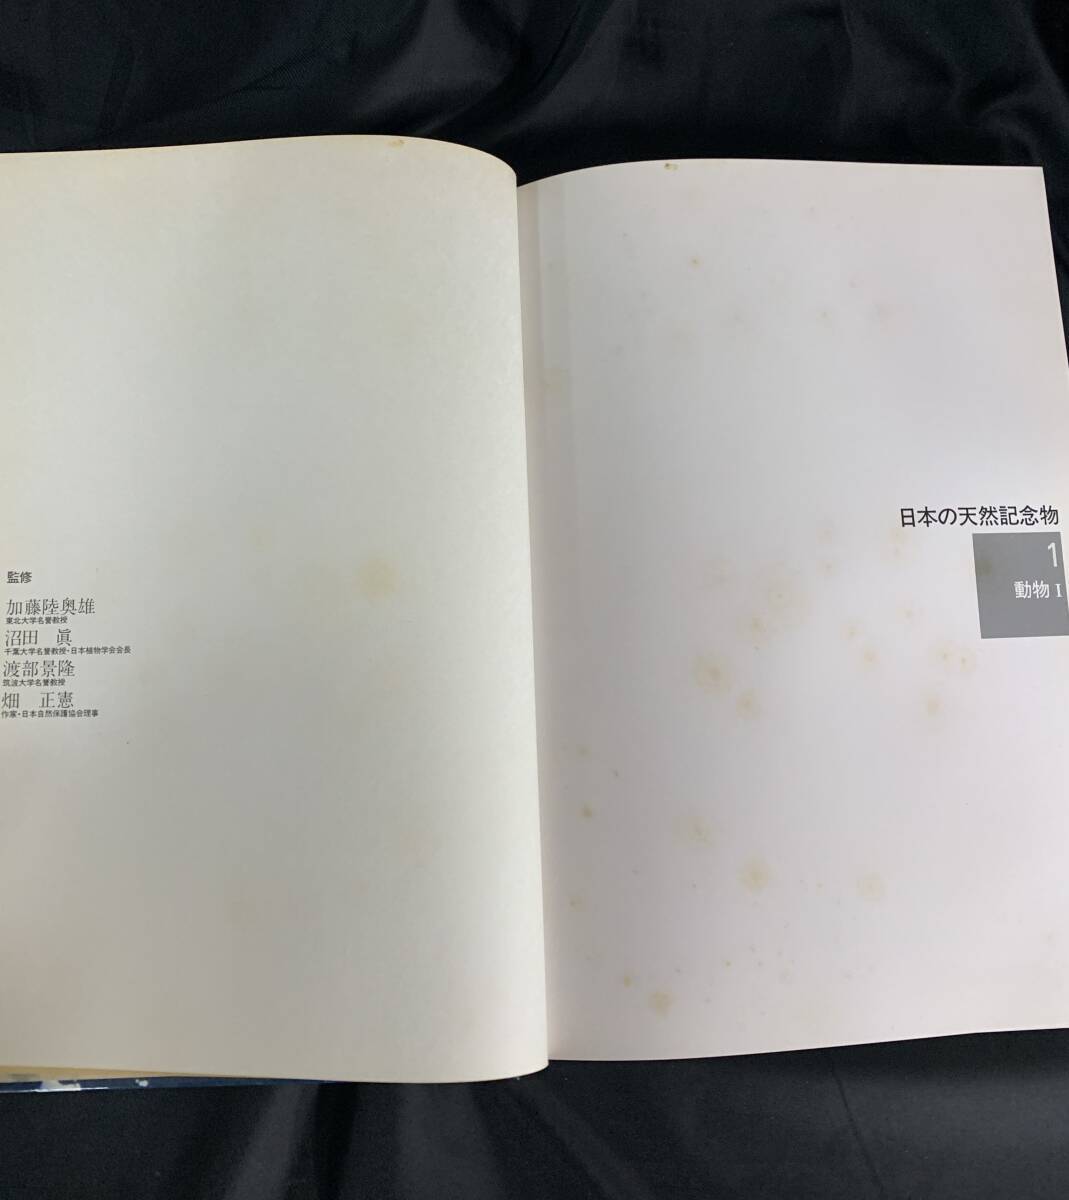 監修
加藤陸奥雄
東北大学名誉教授
沼田　眞
千葉大学名誉教授・日本植物学会会長
渡部景隆
筑波大学名誉教授
畑　正憲
作家・日本自然保護協会理事
日本の天然記念物
1
動物 I